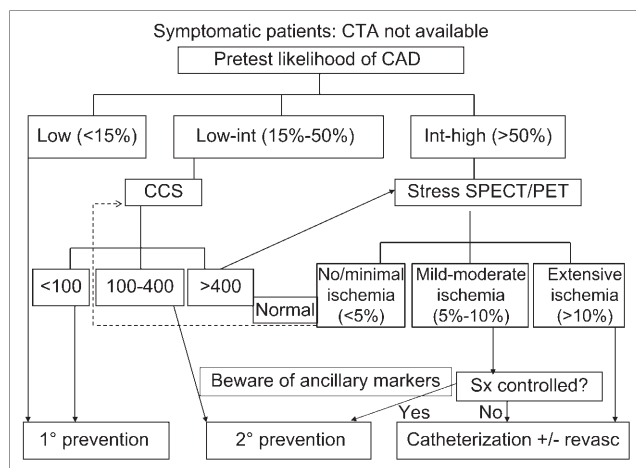 Symptomatic patients: CTA not available
Pretest likelihood of CAD
Low (<15%)
Low-int (15%-50%)
Int-high (>50%)
CCS
Stress SPECT/PET
<100
100-400
>400
Normal
No/minimal
ischemia
(<5%)
Mild-moderate
ischemia
(5%-10%)
Extensive
ischemia
(>10%)
Beware of ancillary markers
Sx controlled?
Yes
No
1° prevention
2° prevention
Catheterization +/- revasc